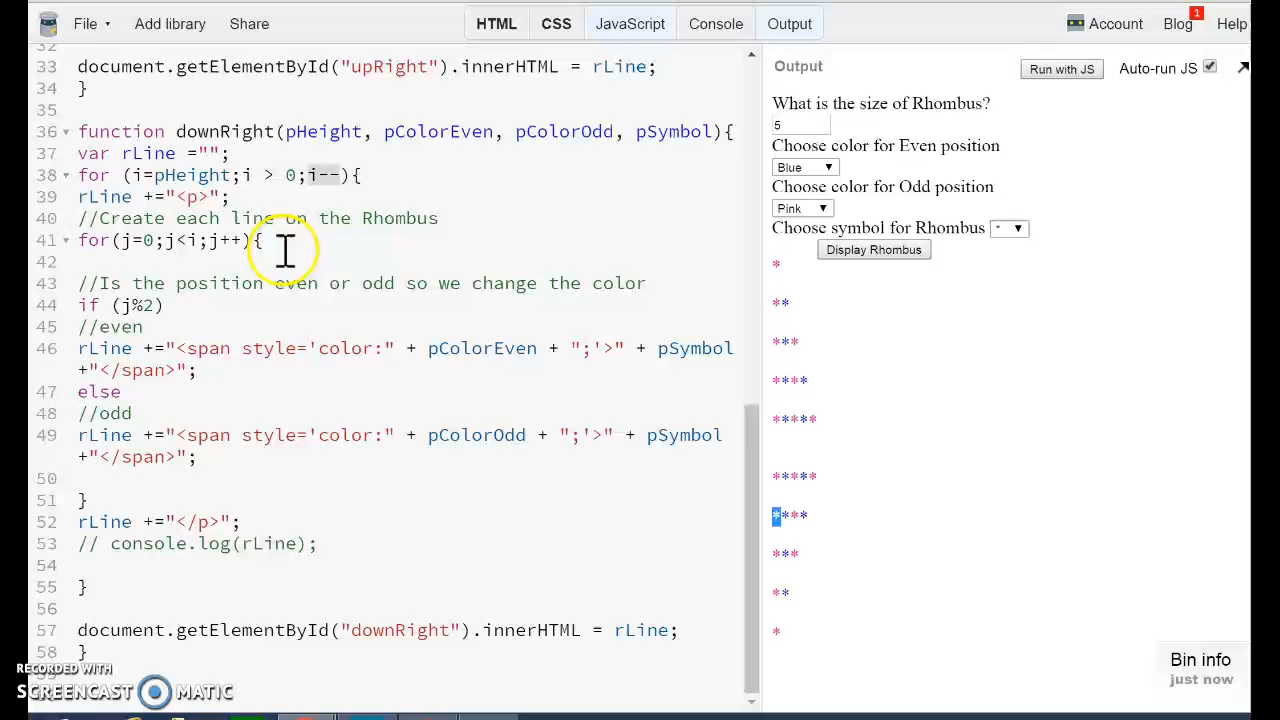 File ▾ Add library Share HTML CSS JavaScript Console Output Account Blog 1 Help
32
33 document.getElementById("upRight").innerHTML = rLine;
34 }
35
36 function downRight(pHeight, pColorEven, pColorOdd, pSymbol){
37 var rLine ="";
38 for (i=pHeight;i > 0;i--){
39 rLine +="<p>";
40 //Create each line on the Rhombus
41 for(j=0;j<i;j++){
42
43 //Is the position even or odd so we change the color
44 if (j%2)
45 //even
46 rLine +="<span style='color:" + pColorEven + ";'>" + pSymbol
+"</span>";
47 else
48 //odd
49 rLine +="<span style='color:" + pColorOdd + ";'>" + pSymbol
+"</span>";
50
51 }
52 rLine +="</p>";
53 // console.log(rLine);
54
55 }
56
57 document.getElementById("downRight").innerHTML = rLine;
58 }
Output Run with JS Auto-run JS
What is the size of Rhombus?
5
Choose color for Even position
Blue
Choose color for Odd position
Pink
Choose symbol for Rhombus *
Display Rhombus
*
**
***
****
*****
*****
****
***
**
*
Bin info
just now
RECORDED WITH
SCREENCAST MATIC